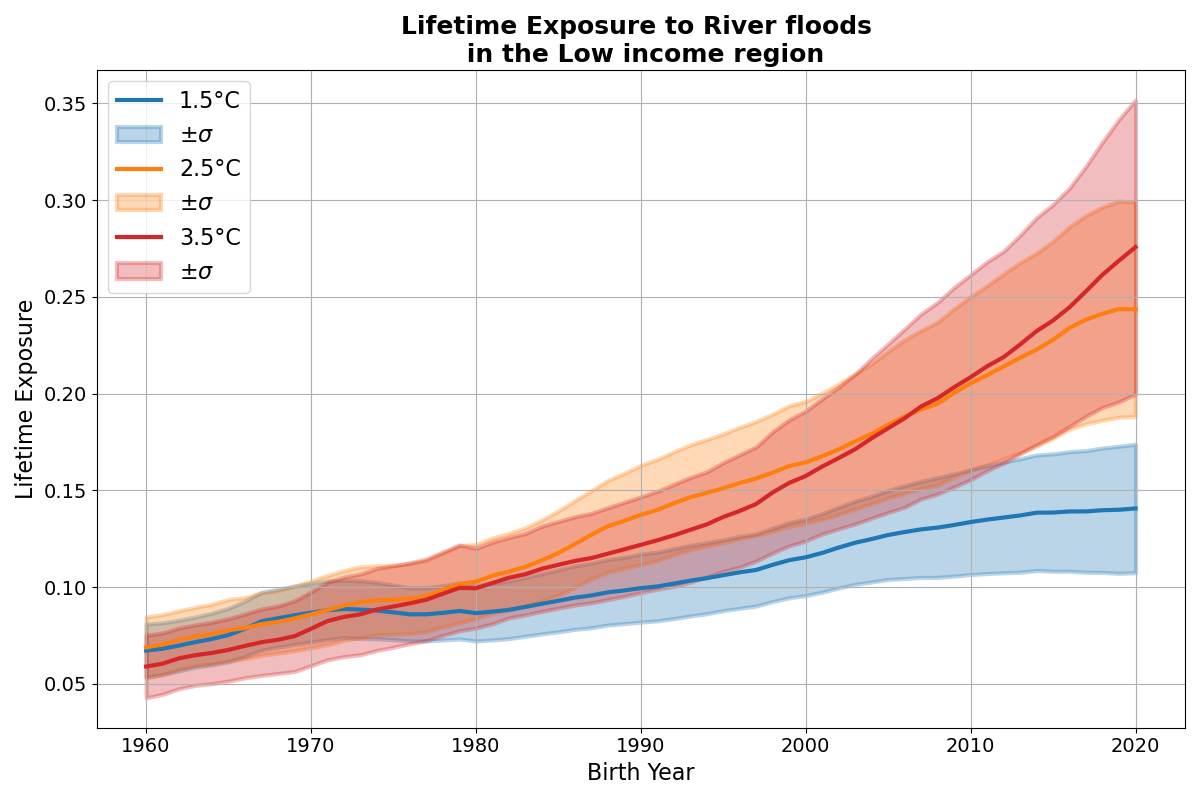 Lifetime Exposure to River floods
in the Low income region
1.5°C
±σ
2.5°C
±σ
3.5°C
±σ
Lifetime Exposure
0.35
0.30
0.25
0.20
0.15
0.10
0.05
1960 1970 1980 1990 2000 2010 2020
Birth Year